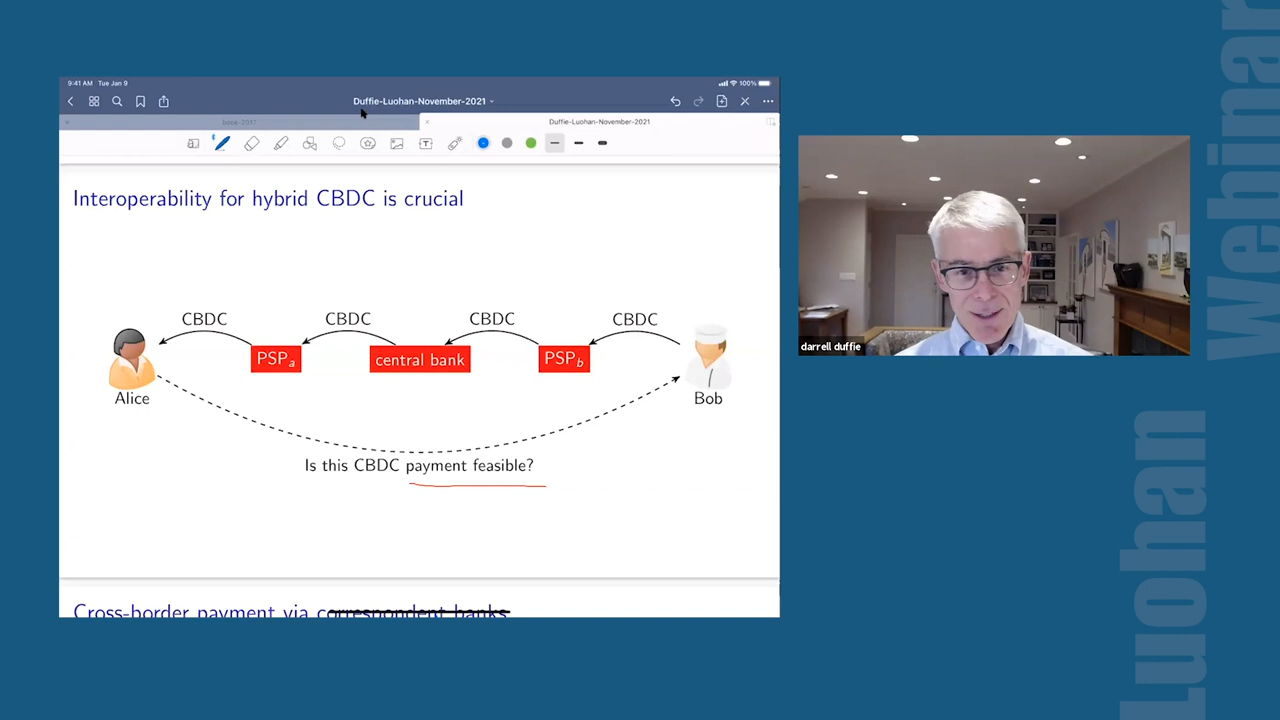 9:41 AM Tue Jan 9
100%
Duffie-Luohan-November-2021
base-2017
Duffie-Luohan-November-2021
Interoperability for hybrid CBDC is crucial
CBDC CBDC CBDC CBDC
PSPa central bank PSPb
Alice Bob
Is this CBDC payment feasible?
Cross-border payment via correspondent banks
darrell duffie
Luohan Webinar